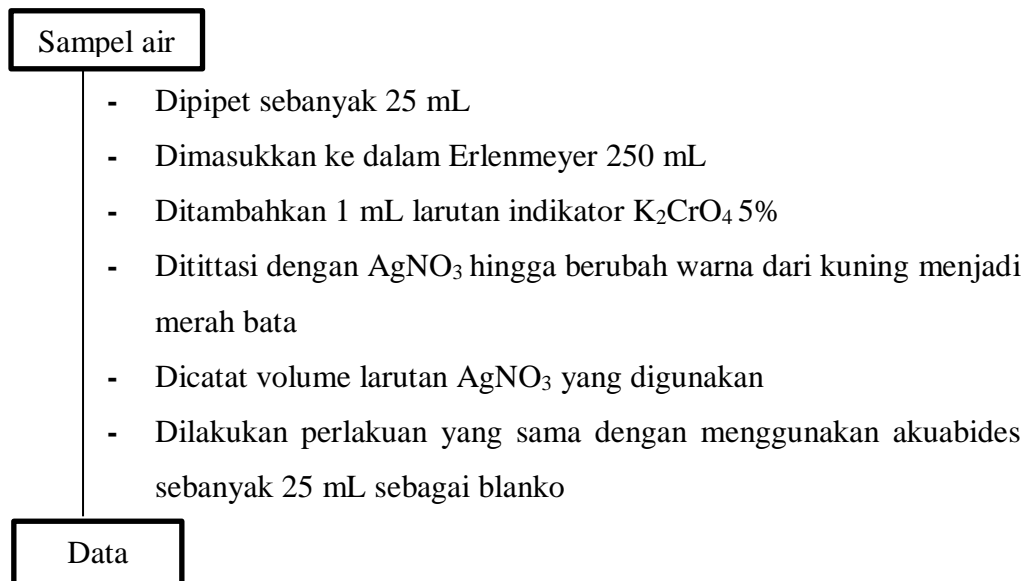 Sampel air
- Dipipet sebanyak 25 mL
- Dimasukkan ke dalam Erlenmeyer 250 mL
- Ditambahkan 1 mL larutan indikator K₂CrO₄ 5%
- Ditittasi dengan AgNO₃ hingga berubah warna dari kuning menjadi
merah bata
- Dicatat volume larutan AgNO₃ yang digunakan
- Dilakukan perlakuan yang sama dengan menggunakan akuabides
sebanyak 25 mL sebagai blanko
Data